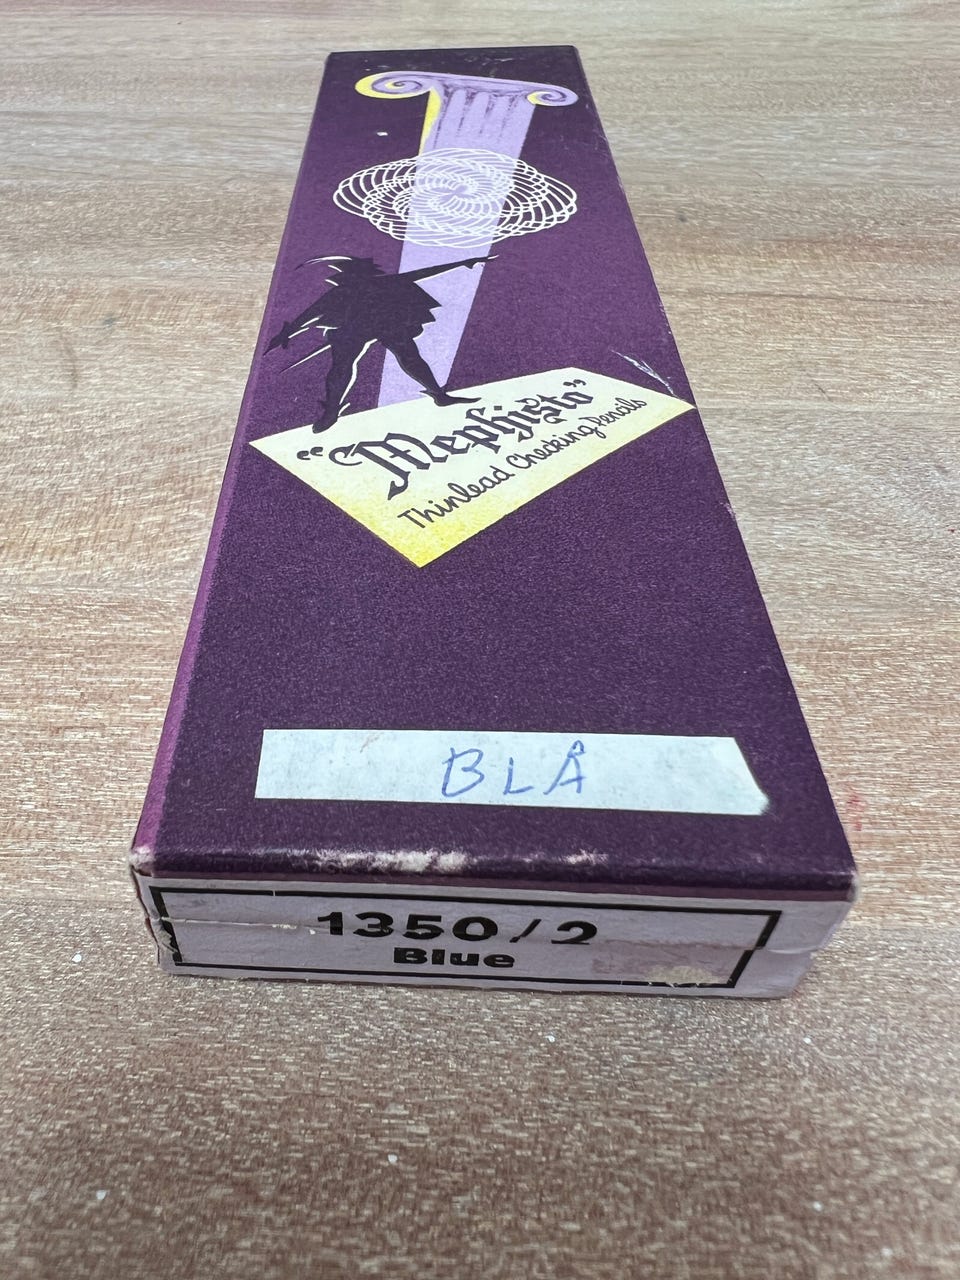 “Mephisto”
Thinlead Checking Pencils
BLÅ
1350/2
Blue